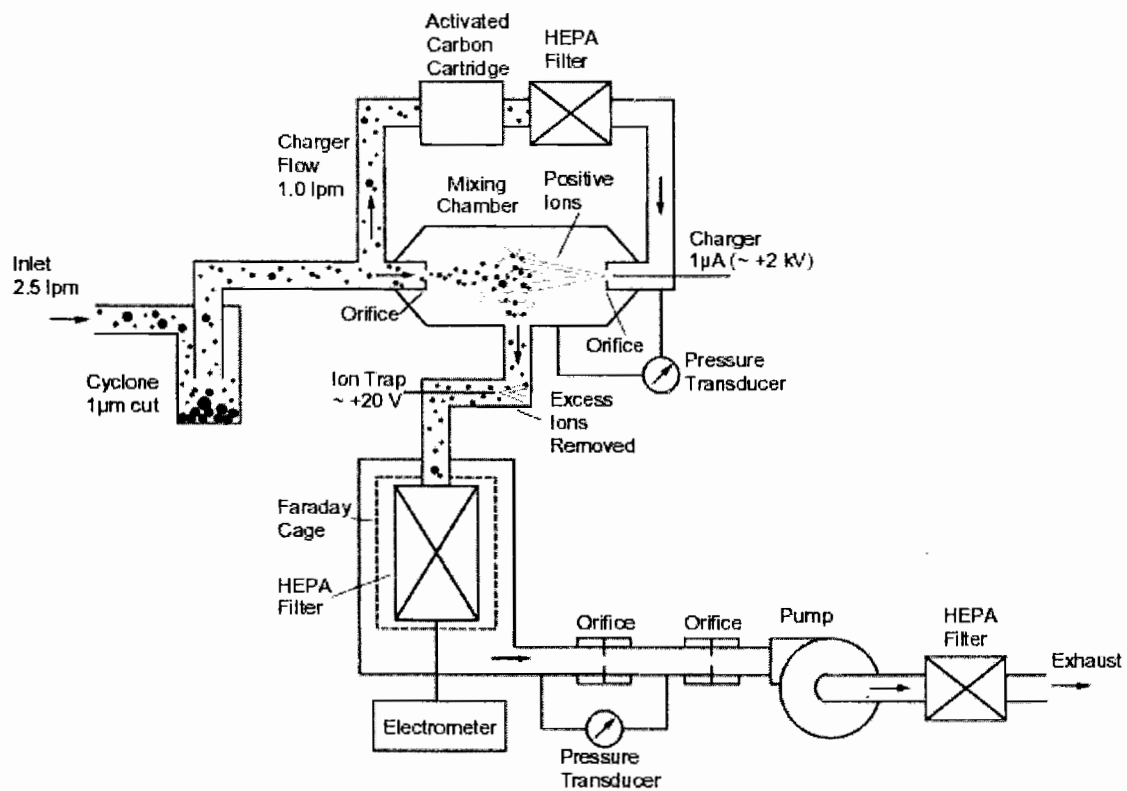 Activated
Carbon
Cartridge
HEPA
Filter
Charger
Flow
1.0 lpm
Mixing
Chamber
Positive
Ions
Charger
1µA (~ +2 kV)
Inlet
2.5 lpm
Orifice
Orifice
Pressure
Transducer
Cyclone
1µm cut
Ion Trap
~ +20 V
Excess
Ions
Removed
Faraday
Cage
HEPA
Filter
Orifice
Orifice
Pump
HEPA
Filter
Exhaust
Electrometer
Pressure
Transducer